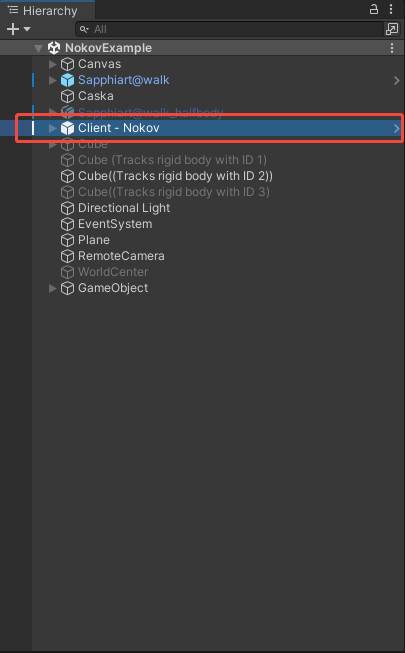 Hierarchy
All
NokovExample
Canvas
Sapphiart@walk
Caska
Sapphiart@walk_halfbody
Client - Nokov
Cube
Cube (Tracks rigid body with ID 1)
Cube((Tracks rigid body with ID 2))
Cube((Tracks rigid body with ID 3)
Directional Light
EventSystem
Plane
RemoteCamera
WorldCenter
GameObject